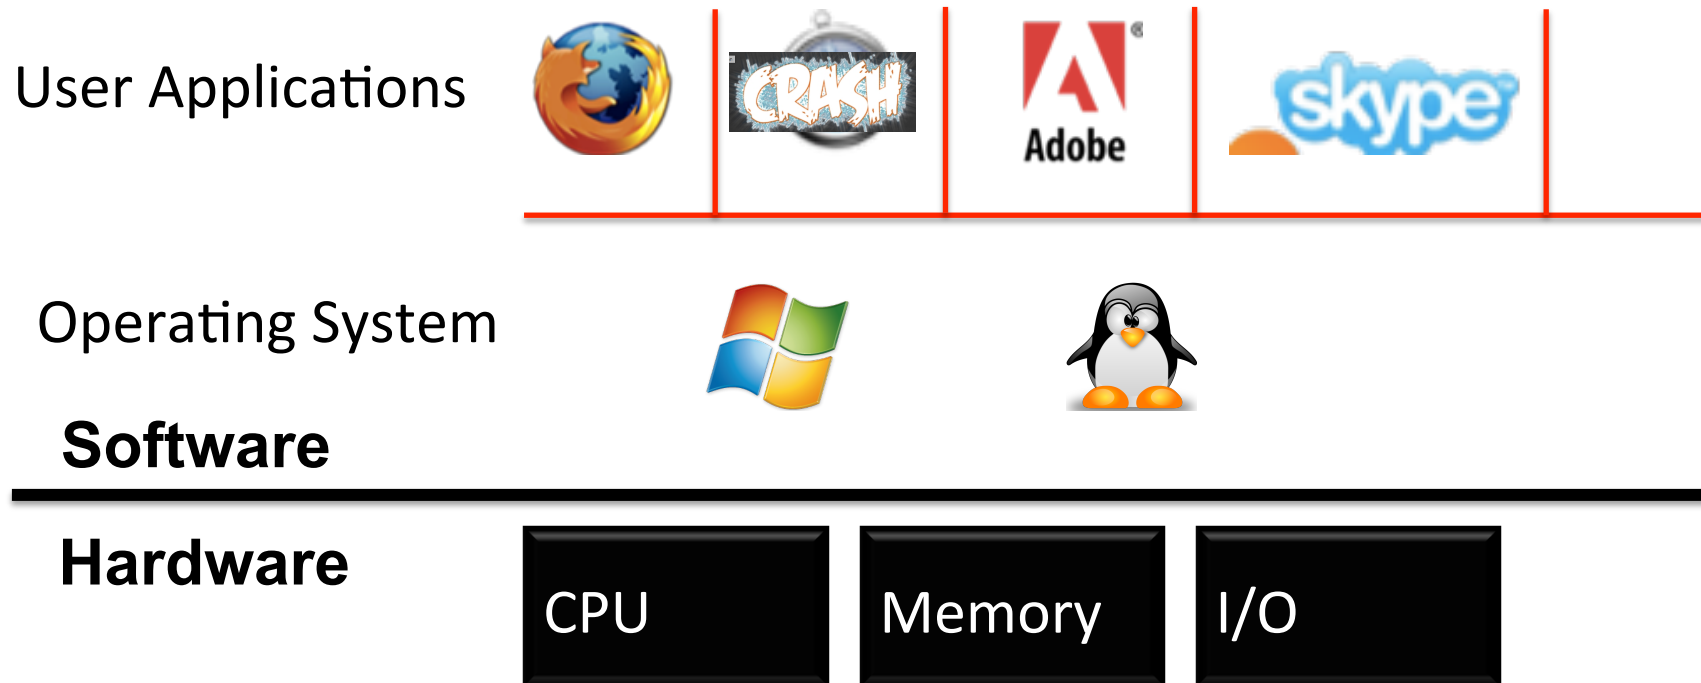 User Applications
CRASH
®
Adobe
skype
Operating System
Software
Hardware
CPU
Memory
I/O